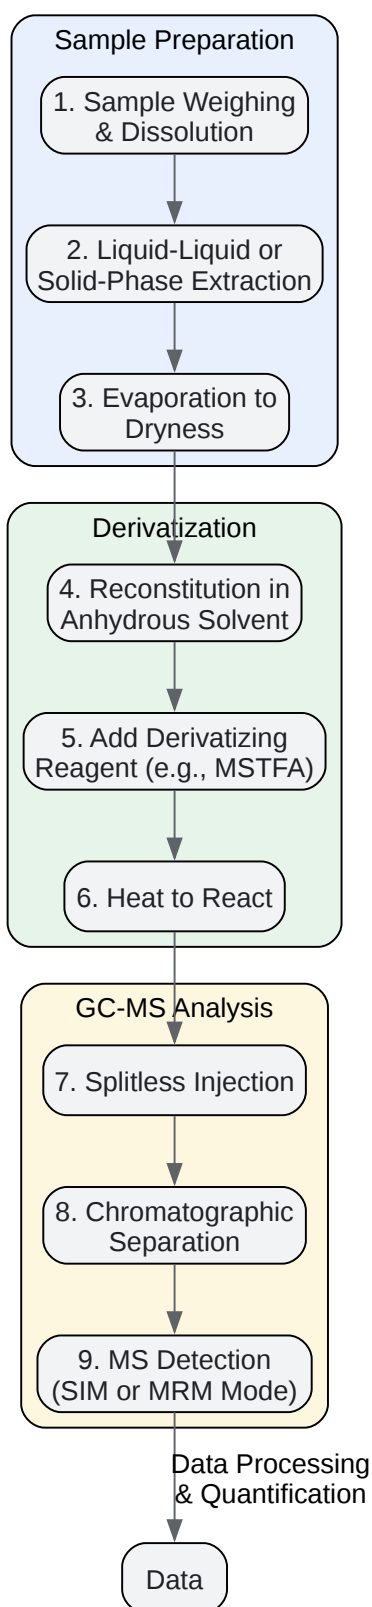 Sample Preparation
1. Sample Weighing
& Dissolution
2. Liquid-Liquid or
Solid-Phase Extraction
3. Evaporation to
Dryness
Derivatization
4. Reconstitution in
Anhydrous Solvent
5. Add Derivatizing
Reagent (e.g., MSTFA)
6. Heat to React
GC-MS Analysis
7. Splitless Injection
8. Chromatographic
Separation
9. MS Detection
(SIM or MRM Mode)
Data Processing
& Quantification
Data